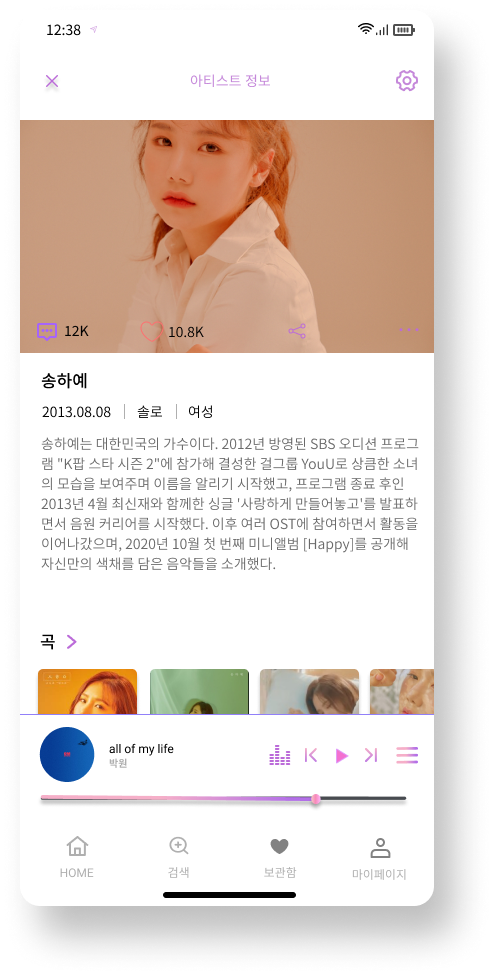 12:38
아티스트 정보
12K
10.8K
송하예
2013.08.08 | 솔로 | 여성
송하예는 대한민국의 가수이다. 2012년 방영된 SBS 오디션 프로그
램 "K팝 스타 시즌 2"에 참가해 결성한 걸그룹 YouU로 상큼한 소녀
의 모습을 보여주며 이름을 알리기 시작했고, 프로그램 종료 후인
2013년 4월 최신재와 함께한 싱글 '사랑하게 만들어놓고'를 발표하
면서 음원 커리어를 시작했다. 이후 여러 OST에 참여하면서 활동을
이어나갔으며, 2020년 10월 첫 번째 미니앨범 [Happy]를 공개해
자신만의 색채를 담은 음악들을 소개했다.
곡
all of my life
박원
HOME
검색
보관함
마이페이지